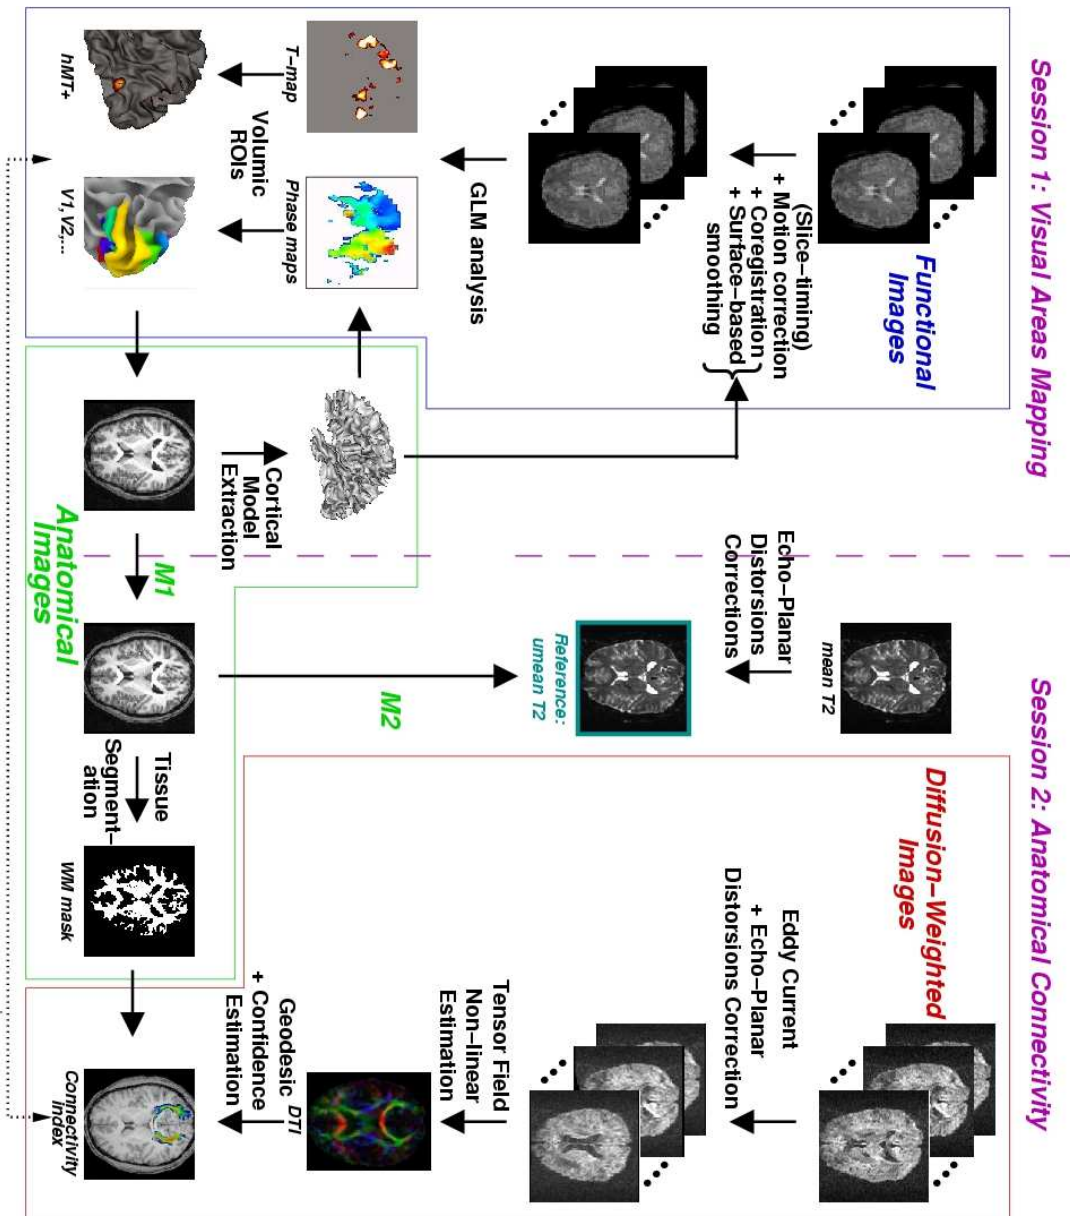 Session 1: Visual Areas Mapping
Functional
Images
(Slice-timing)
+ Motion correction
+ Coregistration
+ Surface-based
smoothing
GLM analysis
T-map
Phase maps
Volumic
ROIs
hMT+
V1,V2,...
Cortical
Model
Extraction
Anatomical
Images
M1
M2
Session 2: Anatomical Connectivity
mean T2
Echo-Planar
Distorsions
Corrections
Reference:
umean T2
Tissue
Segment-
ation
WM mask
Diffusion-Weighted
Images
Eddy Current
+ Echo-Planar
Distorsions Correction
Tensor Field
Non-linear
Estimation
DTI
Geodesic
+ Confidence
Estimation
Connectivity
index